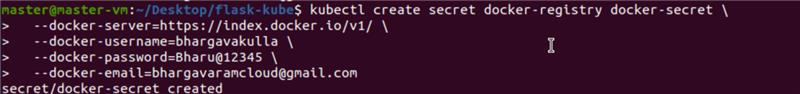 master@master-vm:~/Desktop/flask-kube$ kubectl create secret docker-registry docker-secret \
>   --docker-server=https://index.docker.io/v1/ \
>   --docker-username=bhargavakulla \
>   --docker-password=Bharu@12345 \
>   --docker-email=bhargavaramcloud@gmail.com
secret/docker-secret created